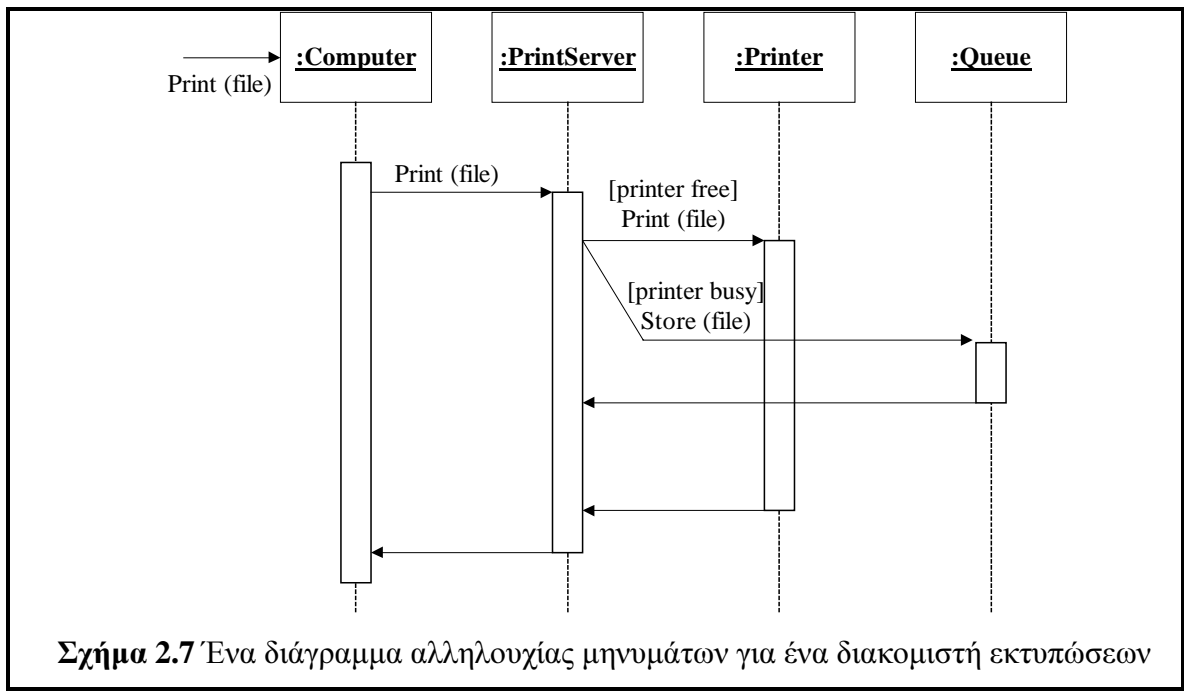 :Computer
:PrintServer
:Printer
:Queue
Print (file)
Print (file)
[printer free]
Print (file)
[printer busy]
Store (file)
Σχήμα 2.7 Ένα διάγραμμα αλληλουχίας μηνυμάτων για ένα διακομιστή εκτυπώσεων